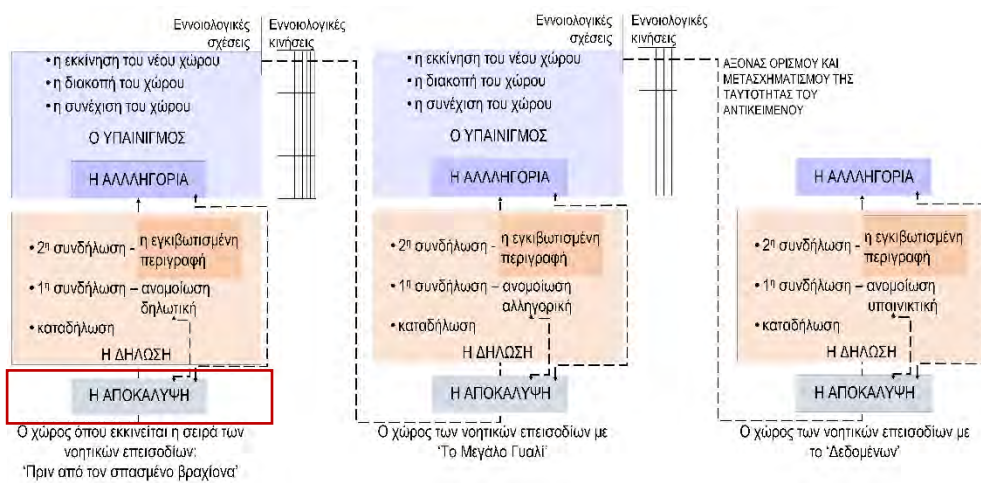 Εννοιολογικές
σχέσεις
Εννοιολογικές
κινήσεις
• η εκκίνηση του νέου χώρου
• η διακοπή του χώρου
• η συνέχιση του χώρου
Ο ΥΠΑΙΝΙΓΜΟΣ
Η ΑΛΛΛΗΓΟΡΙΑ
• 2η συνδήλωση - η εγκιβωτισμένη
περιγραφή
• 1η συνδήλωση – ανομοίωση
δηλωτική
• καταδήλωση
Η ΔΗΛΩΣΗ
Η ΑΠΟΚΑΛΥΨΗ
Ο χώρος όπου εκκινείται η σειρά των
νοητικών επεισοδίων:
‘Πριν από τον σπασμένο βραχίονα’
Εννοιολογικές
σχέσεις
Εννοιολογικές
κινήσεις
• η εκκίνηση του νέου χώρου
• η διακοπή του χώρου
• η συνέχιση του χώρου
Ο ΥΠΑΙΝΙΓΜΟΣ
Η ΑΛΛΛΗΓΟΡΙΑ
• 2η συνδήλωση - η εγκιβωτισμένη
περιγραφή
• 1η συνδήλωση – ανομοίωση
αλληγορική
• καταδήλωση
Η ΔΗΛΩΣΗ
Η ΑΠΟΚΑΛΥΨΗ
Ο χώρος των νοητικών επεισοδίων με
‘Το Μεγάλο Γυαλί’
ΑΞΟΝΑΣ ΟΡΙΣΜΟΥ ΚΑΙ
ΜΕΤΑΣΧΗΜΑΤΙΣΜΟΥ ΤΗΣ
ΤΑΥΤΟΤΗΤΑΣ ΤΟΥ
ΑΝΤΙΚΕΙΜΕΝΟΥ
Η ΑΛΛΛΗΓΟΡΙΑ
• 2η συνδήλωση - η εγκιβωτισμένη
περιγραφή
• 1η συνδήλωση – ανομοίωση
υπαινικτική
• καταδήλωση
Η ΔΗΛΩΣΗ
Η ΑΠΟΚΑΛΥΨΗ
Ο χώρος των νοητικών επεισοδίων με
το ‘Δεδομένων’